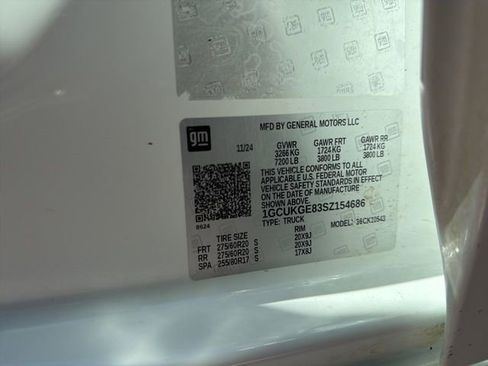 gm
MFD BY GENERAL MOTORS LLC
11/24 GVWR GAWR FRT GAWR RR
3266 KG 1724 KG 1724 KG
7200 LB 3800 LB 3800 LB
THIS VEHICLE CONFORMS TO ALL
APPLICABLE U.S. FEDERAL MOTOR
VEHICLE SAFETY STANDARDS IN EFFECT
ON THE DATE OF MANUFACTURE
1GCUKGE83SZ154686
TYPE: TRUCK MODEL: CK10543
8624
TIRE SIZE RIM
FRT 275/60R20 S 20X9J
RR 275/60R20 S 20X9J
SPA 255/80R17 S 17X8J